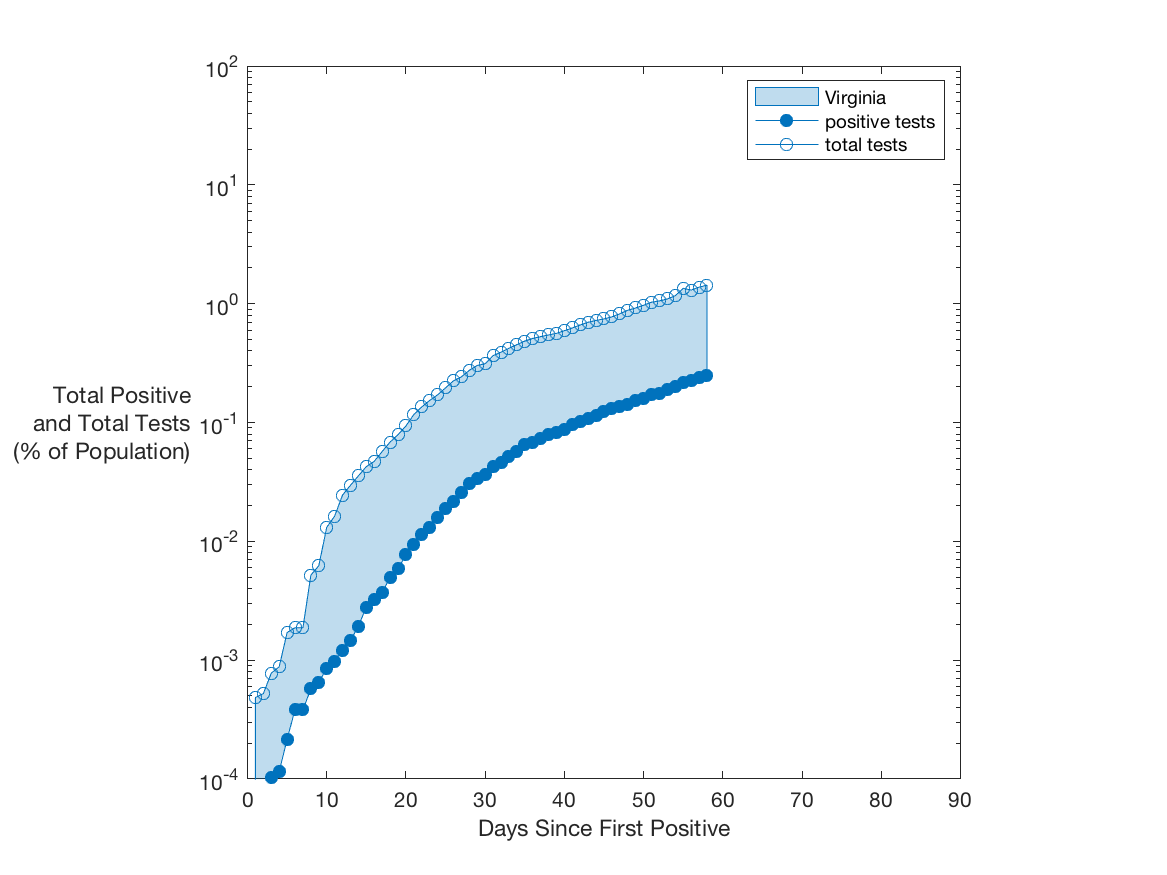 10^2
10^1
10^0
10^-1
10^-2
10^-3
10^-4
Total Positive
and Total Tests
(% of Population)
Virginia
positive tests
total tests
0 10 20 30 40 50 60 70 80 90
Days Since First Positive